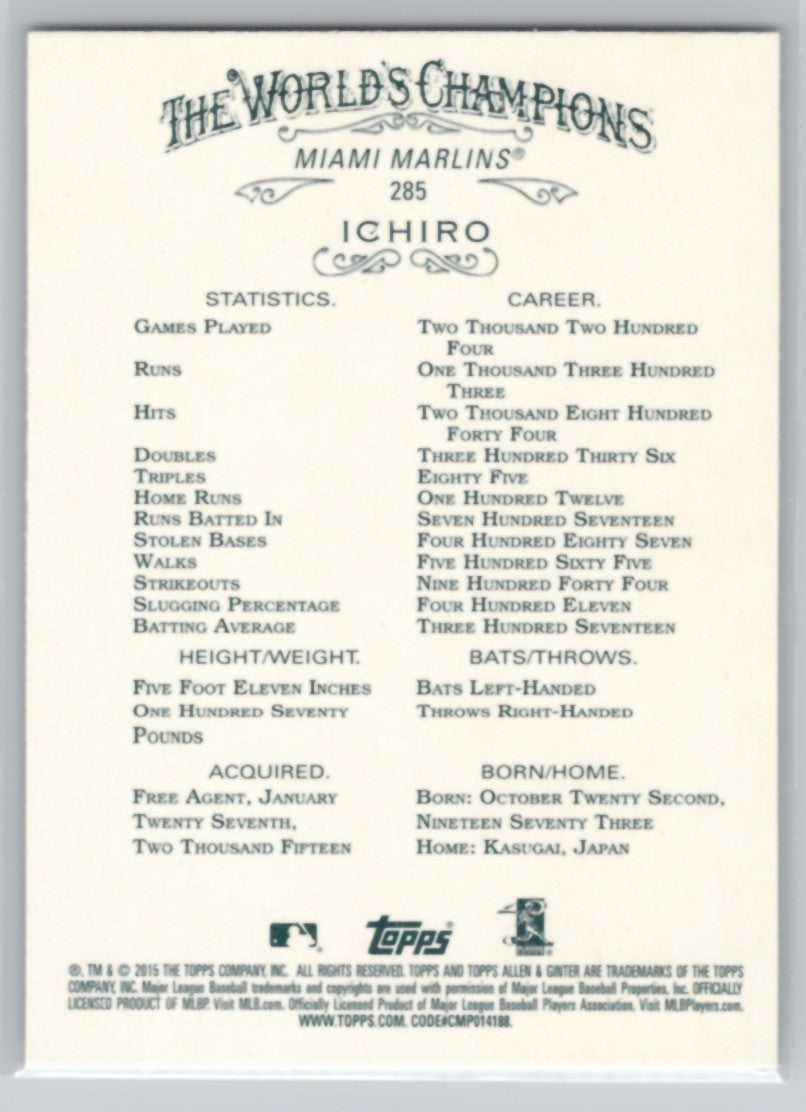 THE WORLD'S CHAMPIONS
MIAMI MARLINS®
285
ICHIRO
STATISTICS. CAREER.
GAMES PLAYED TWO THOUSAND TWO HUNDRED
FOUR
RUNS ONE THOUSAND THREE HUNDRED
THREE
HITS TWO THOUSAND EIGHT HUNDRED
FORTY FOUR
DOUBLES THREE HUNDRED THIRTY SIX
TRIPLES EIGHTY FIVE
HOME RUNS ONE HUNDRED TWELVE
RUNS BATTED IN SEVEN HUNDRED SEVENTEEN
STOLEN BASES FOUR HUNDRED EIGHTY SEVEN
WALKS FIVE HUNDRED SIXTY FIVE
STRIKEOUTS NINE HUNDRED FORTY FOUR
SLUGGING PERCENTAGE FOUR HUNDRED ELEVEN
BATTING AVERAGE THREE HUNDRED SEVENTEEN
HEIGHT/WEIGHT. BATS/THROWS.
FIVE FOOT ELEVEN INCHES BATS LEFT-HANDED
ONE HUNDRED SEVENTY THROWS RIGHT-HANDED
POUNDS
ACQUIRED. BORN/HOME.
FREE AGENT, JANUARY BORN: OCTOBER TWENTY SECOND,
TWENTY SEVENTH, NINETEEN SEVENTY THREE
TWO THOUSAND FIFTEEN HOME: KASUGAI, JAPAN
TOPPS®
®, TM & © 2015 THE TOPPS COMPANY, INC. ALL RIGHTS RESERVED. TOPPS AND TOPPS ALLEN & GINTER ARE TRADEMARKS OF THE TOPPS
COMPANY, INC. Major League Baseball trademarks and copyrights are used with permission of Major League Baseball Properties, Inc. OFFICIALLY
LICENSED PRODUCT OF MLBP. Visit MLB.com. Officially Licensed Product of Major League Baseball Players Association. Visit MLBPlayers.com.
WWW.TOPPS.COM. CODE#CMP014188.